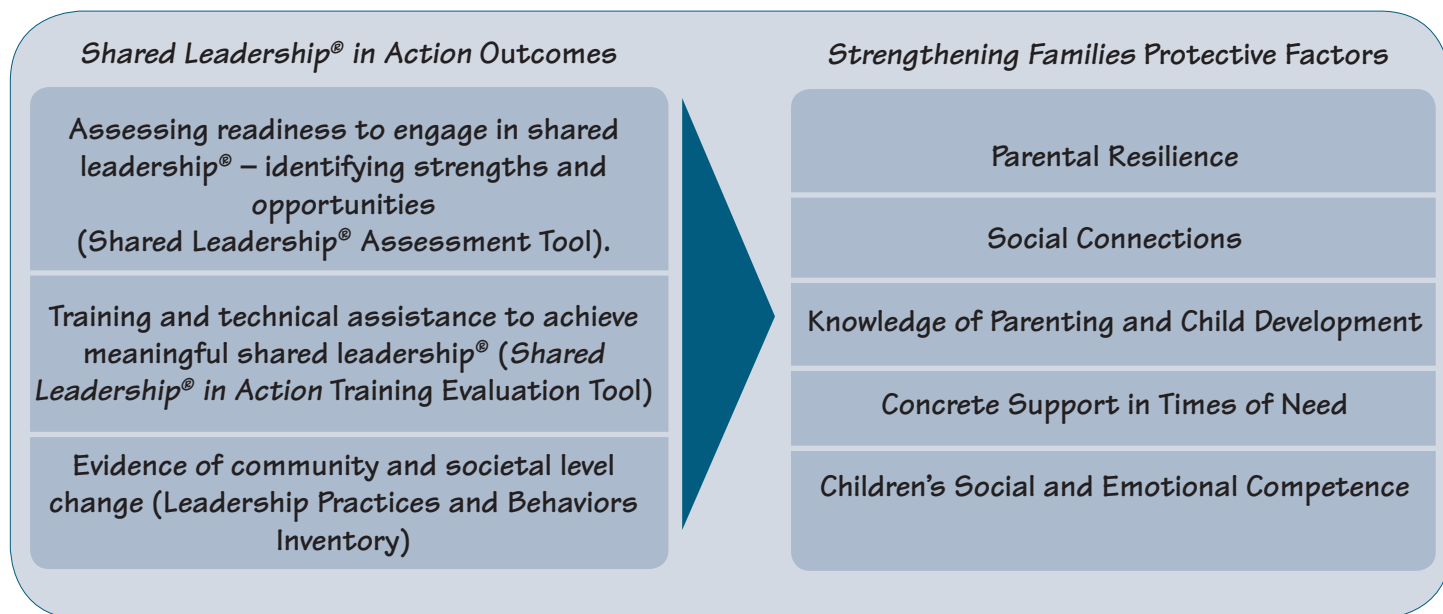 Shared Leadership® in Action Outcomes
Assessing readiness to engage in shared
leadership® – identifying strengths and
opportunities
(Shared Leadership® Assessment Tool).
Training and technical assistance to achieve
meaningful shared leadership® (Shared
Leadership® in Action Training Evaluation Tool)
Evidence of community and societal level
change (Leadership Practices and Behaviors
Inventory)
Strengthening Families Protective Factors
Parental Resilience
Social Connections
Knowledge of Parenting and Child Development
Concrete Support in Times of Need
Children’s Social and Emotional Competence